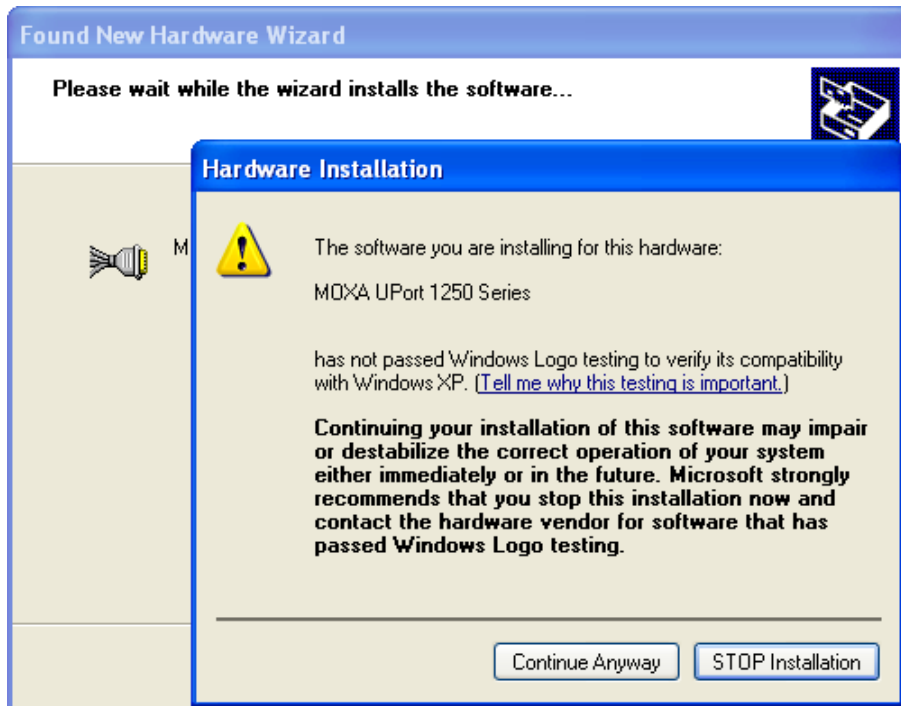 Found New Hardware Wizard
Please wait while the wizard installs the software...
Hardware Installation
M
The software you are installing for this hardware:
MOXA UPort 1250 Series
has not passed Windows Logo testing to verify its compatibility
with Windows XP. (Tell me why this testing is important.)
Continuing your installation of this software may impair
or destabilize the correct operation of your system
either immediately or in the future. Microsoft strongly
recommends that you stop this installation now and
contact the hardware vendor for software that has
passed Windows Logo testing.
Continue Anyway
STOP Installation